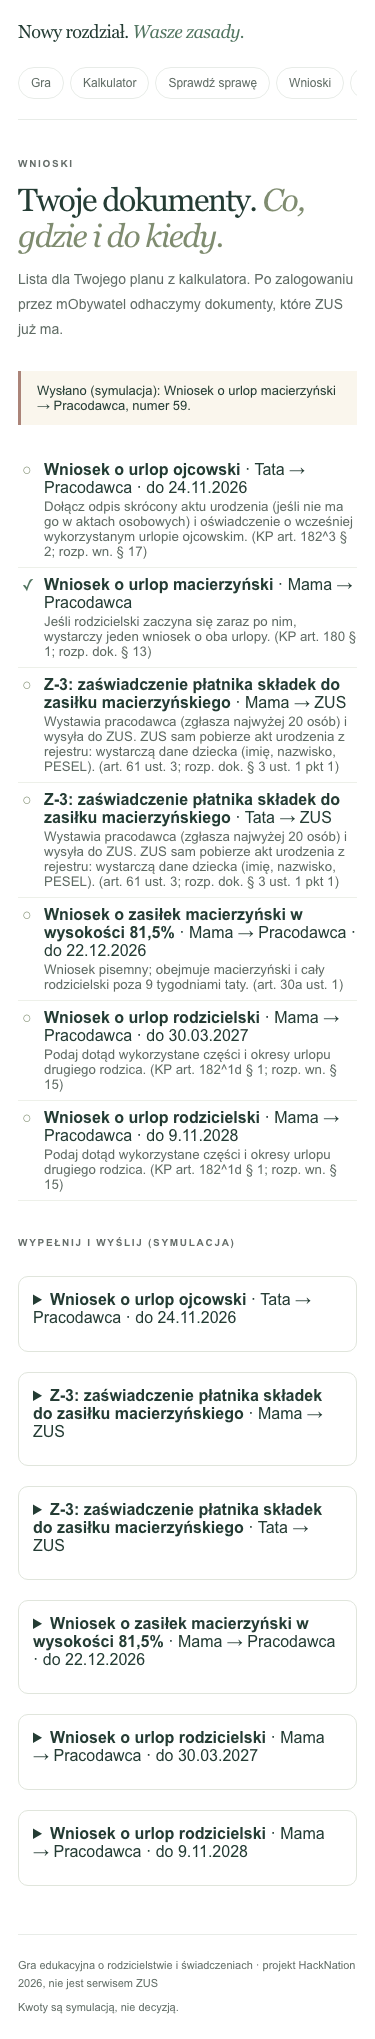 Nowy rozdział. Wasze zasady.
Gra
Kalkulator
Sprawdź sprawę
Wnioski
WNIOSKI
Twoje dokumenty. Co,
gdzie i do kiedy.
Lista dla Twojego planu z kalkulatora. Po zalogowaniu
przez mObywatel odhaczymy dokumenty, które ZUS
już ma.
Wysłano (symulacja): Wniosek o urlop macierzyński
→ Pracodawca, numer 59.
○ Wniosek o urlop ojcowski · Tata →
Pracodawca · do 24.11.2026
Dołącz odpis skrócony aktu urodzenia (jeśli nie ma
go w aktach osobowych) i oświadczenie o wcześniej
wykorzystanym urlopie ojcowskim. (KP art. 182^3 §
2; rozp. wn. § 17)
✓ Wniosek o urlop macierzyński · Mama →
Pracodawca
Jeśli rodzicielski zaczyna się zaraz po nim,
wystarczy jeden wniosek o oba urlopy. (KP art. 180 §
1; rozp. dok. § 13)
○ Z-3: zaświadczenie płatnika składek do
zasiłku macierzyńskiego · Mama → ZUS
Wystawia pracodawca (zgłasza najwyżej 20 osób) i
wysyła do ZUS. ZUS sam pobierze akt urodzenia z
rejestru: wystarczą dane dziecka (imię, nazwisko,
PESEL). (art. 61 ust. 3; rozp. dok. § 3 ust. 1 pkt 1)
○ Z-3: zaświadczenie płatnika składek do
zasiłku macierzyńskiego · Tata → ZUS
Wystawia pracodawca (zgłasza najwyżej 20 osób) i
wysyła do ZUS. ZUS sam pobierze akt urodzenia z
rejestru: wystarczą dane dziecka (imię, nazwisko,
PESEL). (art. 61 ust. 3; rozp. dok. § 3 ust. 1 pkt 1)
○ Wniosek o zasiłek macierzyński w
wysokości 81,5% · Mama → Pracodawca ·
do 22.12.2026
Wniosek pisemny; obejmuje macierzyński i cały
rodzicielski poza 9 tygodniami taty. (art. 30a ust. 1)
○ Wniosek o urlop rodzicielski · Mama →
Pracodawca · do 30.03.2027
Podaj dotąd wykorzystane części i okresy urlopu
drugiego rodzica. (KP art. 182^1d § 1; rozp. wn. §
15)
○ Wniosek o urlop rodzicielski · Mama →
Pracodawca · do 9.11.2028
Podaj dotąd wykorzystane części i okresy urlopu
drugiego rodzica. (KP art. 182^1d § 1; rozp. wn. §
15)
WYPEŁNIJ I WYŚLIJ (SYMULACJA)
▶ Wniosek o urlop ojcowski · Tata →
Pracodawca · do 24.11.2026
▶ Z-3: zaświadczenie płatnika składek
do zasiłku macierzyńskiego · Mama →
ZUS
▶ Z-3: zaświadczenie płatnika składek
do zasiłku macierzyńskiego · Tata →
ZUS
▶ Wniosek o zasiłek macierzyński w
wysokości 81,5% · Mama → Pracodawca
· do 22.12.2026
▶ Wniosek o urlop rodzicielski · Mama
→ Pracodawca · do 30.03.2027
▶ Wniosek o urlop rodzicielski · Mama
→ Pracodawca · do 9.11.2028
Gra edukacyjna o rodzicielstwie i świadczeniach · projekt HackNation
2026, nie jest serwisem ZUS
Kwoty są symulacją, nie decyzją.